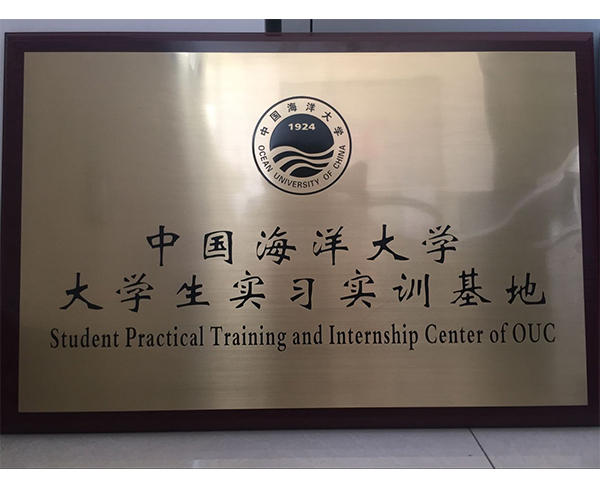 中国海洋大学
1924
OCEAN UNIVERSITY OF CHINA
中国海洋大学
大学生实习实训基地
Student Practical Training and Internship Center of OUC